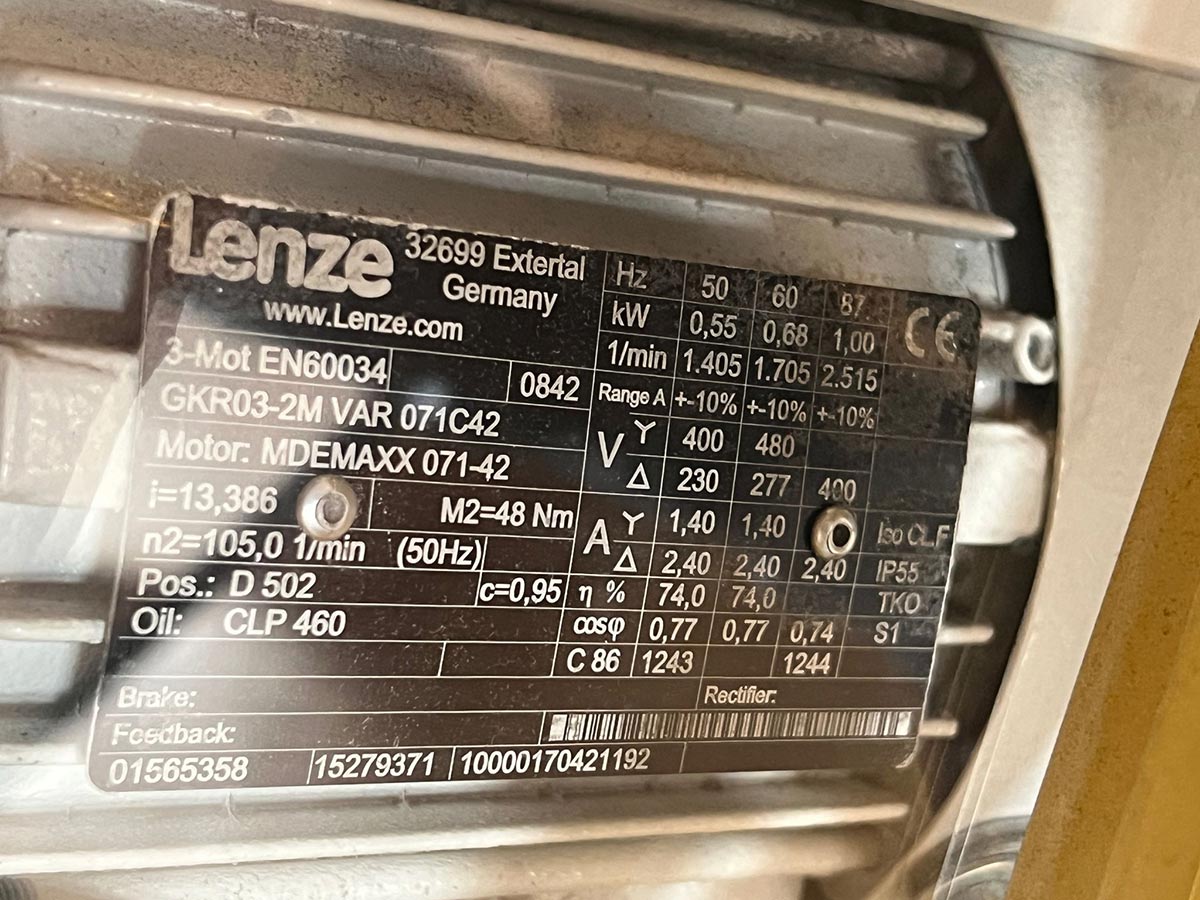 Lenze 32699 Extertal
Germany
www.Lenze.com
3-Mot EN60034 0842
GKR03-2M VAR 071C42
Motor: MDEMAXX 071-42
i=13,386 M2=48 Nm
n2=105,0 1/min (50Hz)
Pos.: D 502 c=0,95
Oil: CLP 460
Hz 50 60 87 CE
kW 0,55 0,68 1,00
1/min 1.405 1.705 2.515
Range A +-10% +-10% +-10%
V Y 400 480
Δ 230 277 400
A Y 1,40 1,40 Iso CL.F
Δ 2,40 2,40 2,40 IP55
η % 74,0 74,0 TKO
cosφ 0,77 0,77 0,74 S1
C 86 1243 1244
Brake: Rectifier:
Feedback:
01565358 15279371 10000170421192